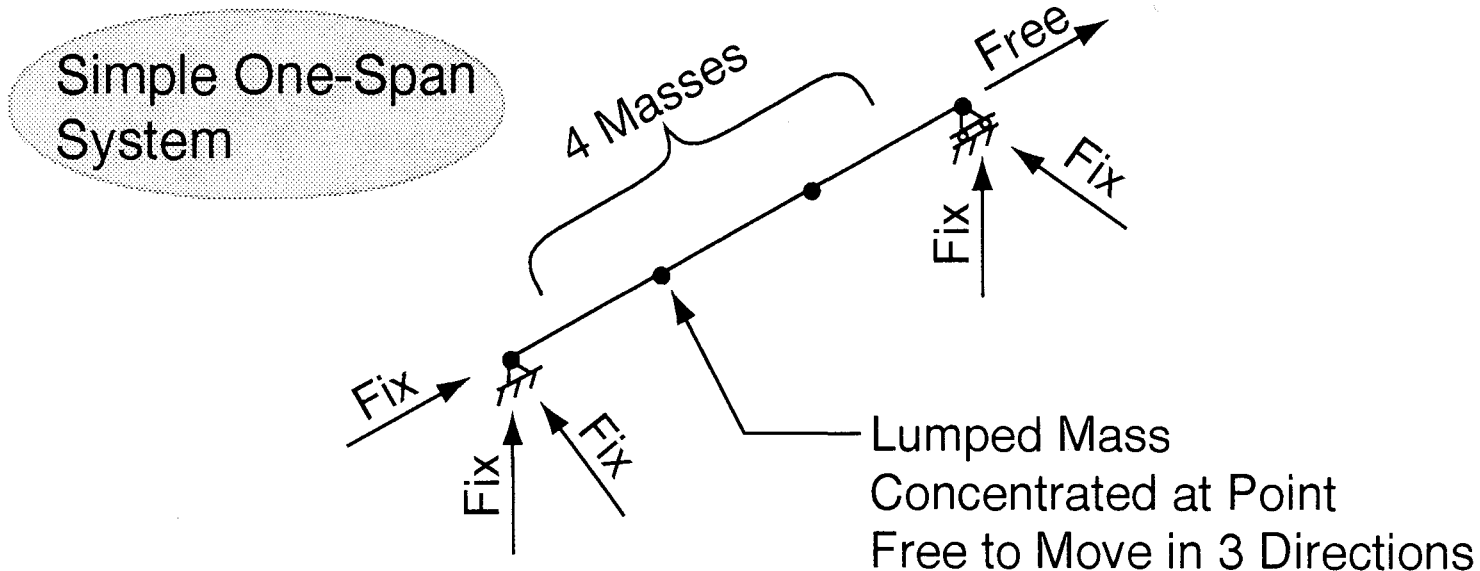 Simple One-Span
System
4 Masses
Free
Fix
Fix
Fix
Fix
Fix
Lumped Mass
Concentrated at Point
Free to Move in 3 Directions